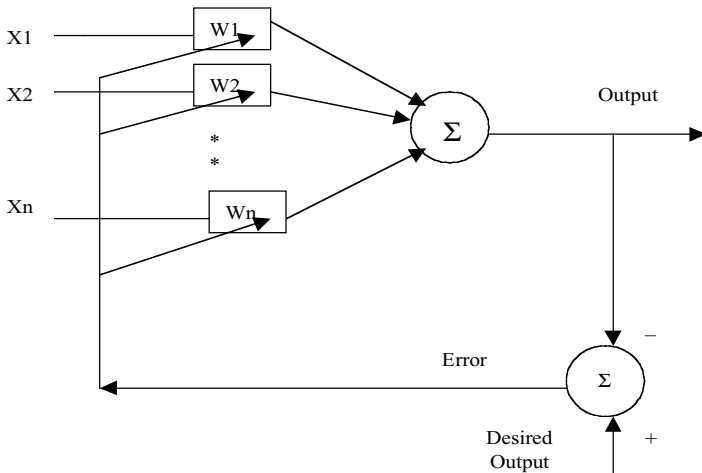 X1
W1
X2
W2
Output
Σ
*
*
Xn
Wn
−
Error
Σ
Desired
Output
+